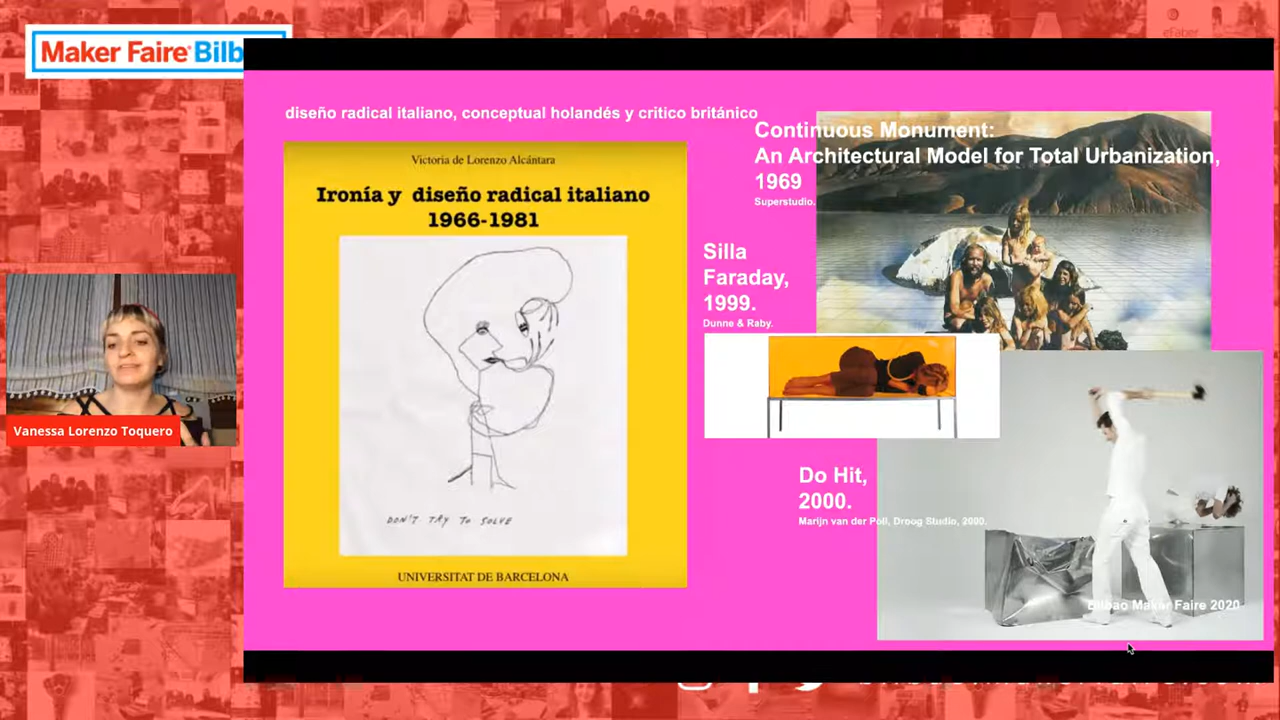 Maker Faire Bilb
eFaber
diseño radical italiano, conceptual holandés y critico británico
Victoria de Lorenzo Alcántara
Ironía y diseño radical italiano
1966-1981
DON'T TRY TO SOLVE
UNIVERSITAT DE BARCELONA
Continuous Monument:
An Architectural Model for Total Urbanization,
1969
Superstudio.
Silla
Faraday,
1999.
Dunne & Raby.
Do Hit,
2000.
Marijn van der Poll, Droog Studio, 2000.
Bilbao Maker Faire 2020
Vanessa Lorenzo Toquero